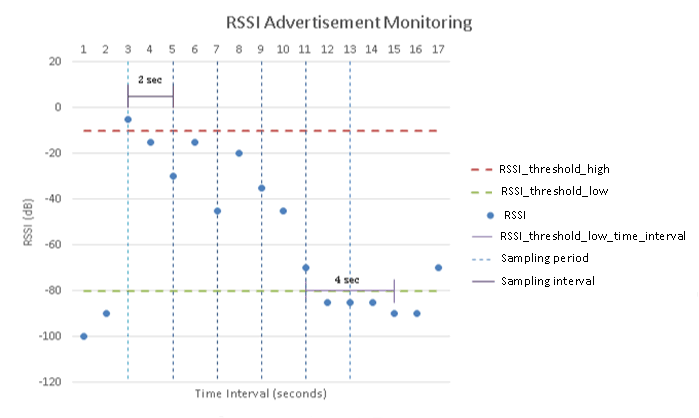 RSSI Advertisement Monitoring
1 2 3 4 5 6 7 8 9 10 11 12 13 14 15 16 17
20
2 sec
0
-20
-40
-60
-80
-100
-120
4 sec
RSSI (dB)
Time Interval (seconds)
RSSI_threshold_high
RSSI_threshold_low
RSSI
RSSI_threshold_low_time_interval
Sampling period
Sampling interval